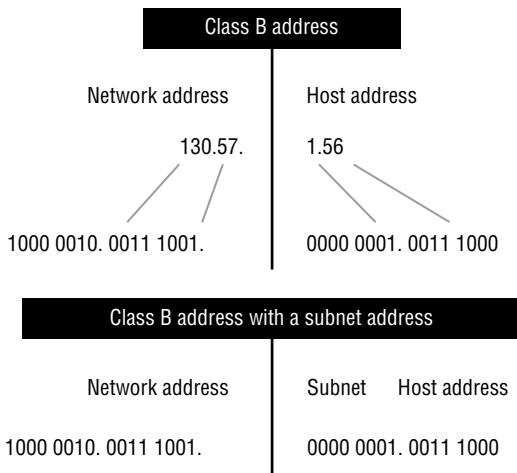 Class B address
Network address Host address
130.57. 1.56
1000 0010. 0011 1001. 0000 0001. 0011 1000
Class B address with a subnet address
Network address Subnet Host address
1000 0010. 0011 1001. 0000 0001. 0011 1000